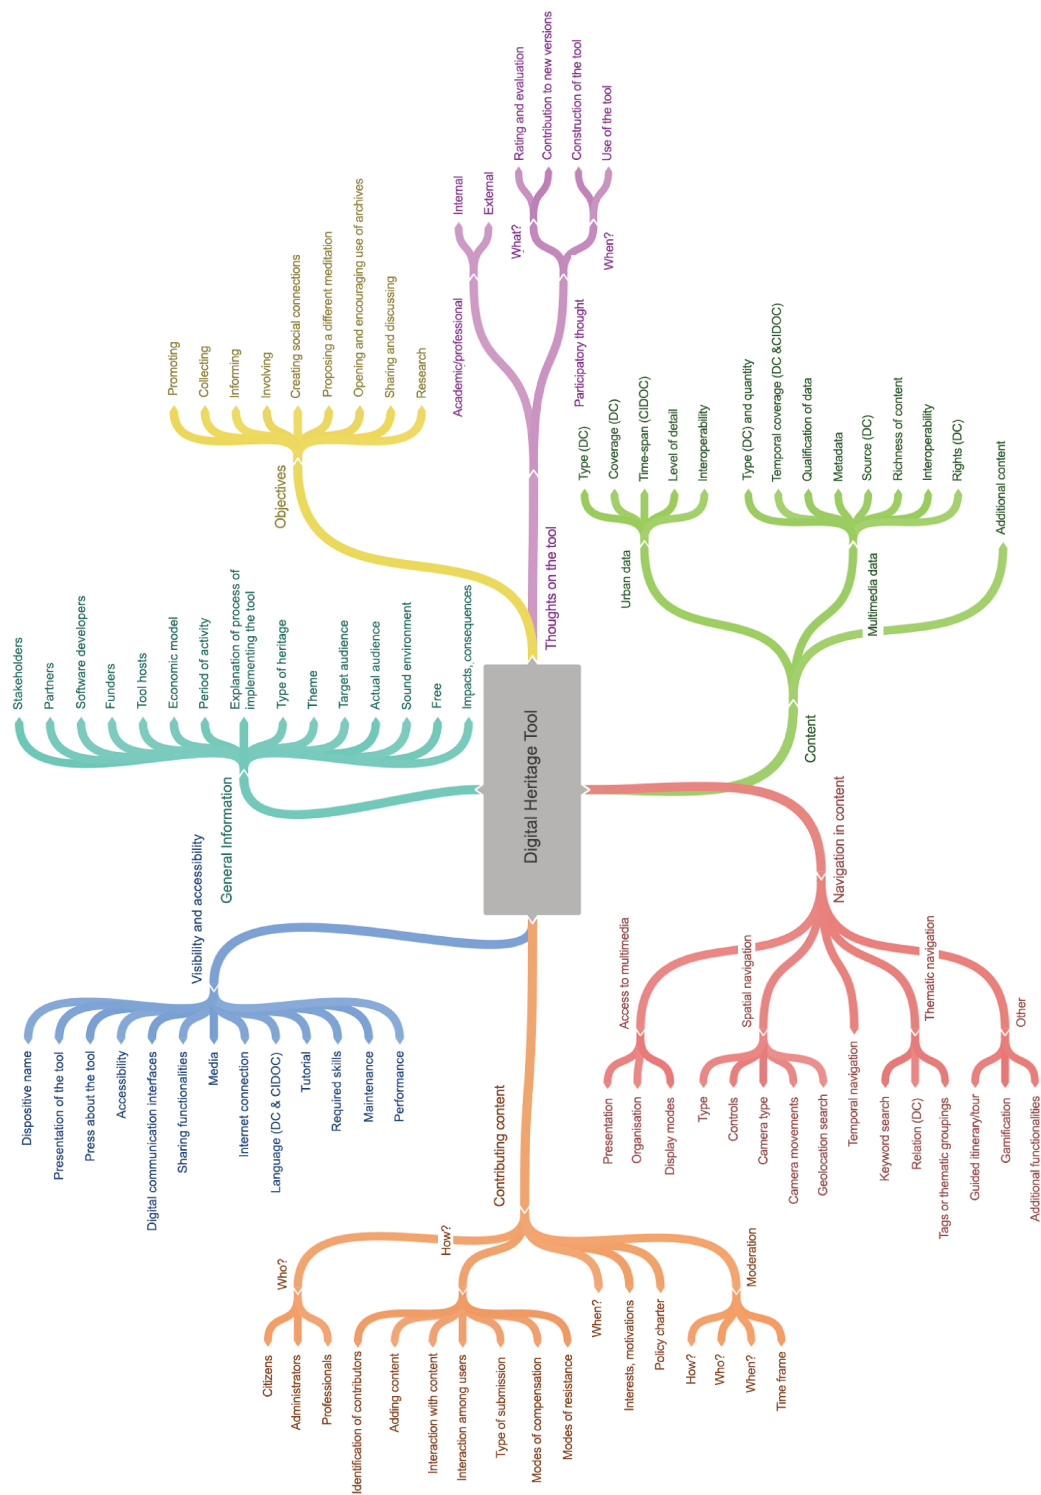 Digital Heritage Tool
Visibility and accessibility
Dispositive name
Presentation of the tool
Press about the tool
Accessibility
Digital communication interfaces
Sharing functionalities
Media
Internet connection
Language (DC & CIDOC)
Tutorial
Required skills
Maintenance
Performance
General Information
Stakeholders
Partners
Software developers
Funders
Tool hosts
Economic model
Period of activity
Explanation of process of
implementing the tool
Type of heritage
Theme
Target audience
Actual audience
Sound environment
Free
Impacts, consequences
Objectives
Promoting
Collecting
Informing
Involving
Creating social connections
Proposing a different meditation
Opening and encouraging use of archives
Sharing and discussing
Research
Thoughts on the tool
Academic/professional
Internal
External
Participatory thought
What?
Rating and evaluation
Contribution to new versions
When?
Construction of the tool
Use of the tool
Content
Urban data
Type (DC)
Coverage (DC)
Time-span (CIDOC)
Level of detail
Interoperability
Multimedia data
Type (DC) and quantity
Temporal coverage (DC &CIDOC)
Qualification of data
Metadata
Source (DC)
Richness of content
Interoperability
Rights (DC)
Additional content
Navigation in content
Access to multimedia
Presentation
Organisation
Display modes
Spatial navigation
Type
Controls
Camera type
Camera movements
Geolocation search
Temporal navigation
Thematic navigation
Keyword search
Relation (DC)
Tags or thematic groupings
Other
Guided itinerary/tour
Gamification
Additional functionalities
Contributing content
Who?
Citizens
Administrators
Professionals
How?
Identification of contributors
Adding content
Interaction with content
Interaction among users
Type of submission
Modes of compensation
Modes of resistance
When?
Interests, motivations
Policy charter
Moderation
How?
Who?
When?
Time frame